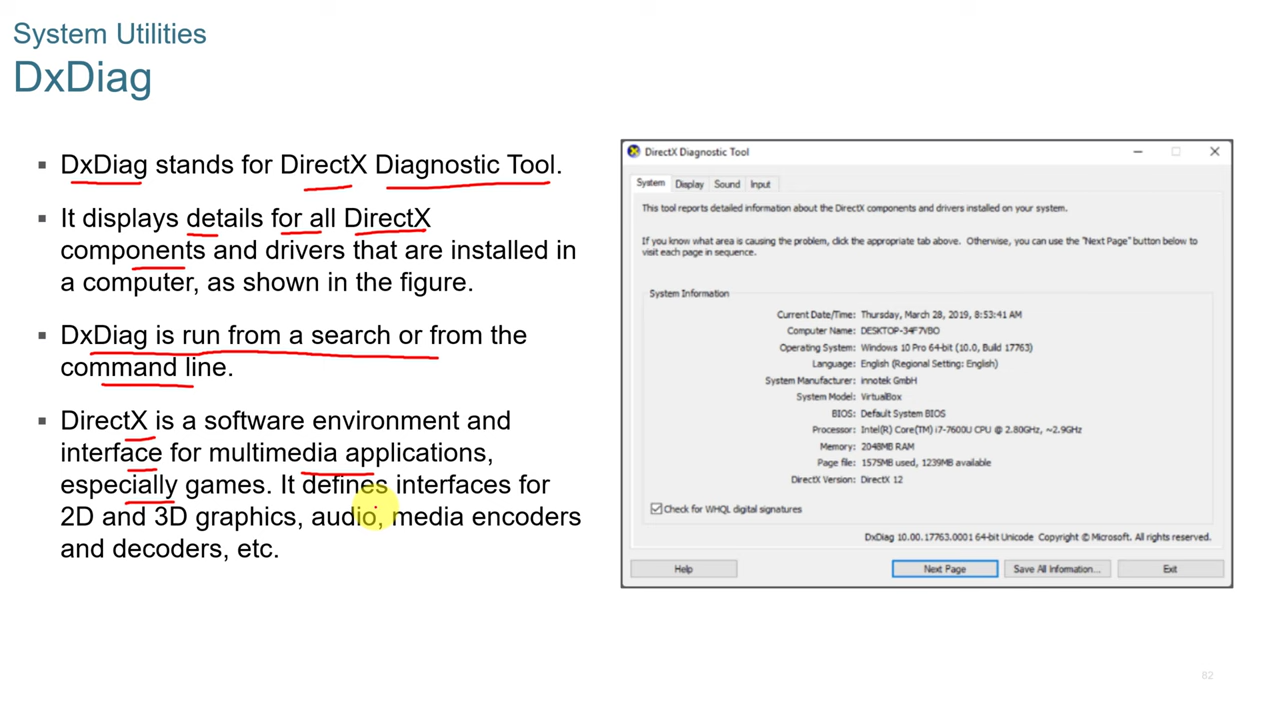 System Utilities
DxDiag
▪ DxDiag stands for DirectX Diagnostic Tool.
▪ It displays details for all DirectX
components and drivers that are installed in
a computer, as shown in the figure.
▪ DxDiag is run from a search or from the
command line.
▪ DirectX is a software environment and
interface for multimedia applications,
especially games. It defines interfaces for
2D and 3D graphics, audio, media encoders
and decoders, etc.
DirectX Diagnostic Tool
System Display Sound Input
This tool reports detailed information about the DirectX components and drivers installed on your system.
If you know what area is causing the problem, click the appropriate tab above. Otherwise, you can use the "Next Page" button below to
visit each page in sequence.
System Information
Current Date/Time: Thursday, March 28, 2019, 8:53:41 AM
Computer Name: DESKTOP-34F7VBO
Operating System: Windows 10 Pro 64-bit (10.0, Build 17763)
Language: English (Regional Setting: English)
System Manufacturer: innotek GmbH
System Model: VirtualBox
BIOS: Default System BIOS
Processor: Intel(R) Core(TM) i7-7600U CPU @ 2.80GHz, ~2.9GHz
Memory: 2048MB RAM
Page file: 1575MB used, 1239MB available
DirectX Version: DirectX 12
Check for WHQL digital signatures
DxDiag 10.00.17763.0001 64-bit Unicode Copyright © Microsoft. All rights reserved.
Help Next Page Save All Information... Exit
82